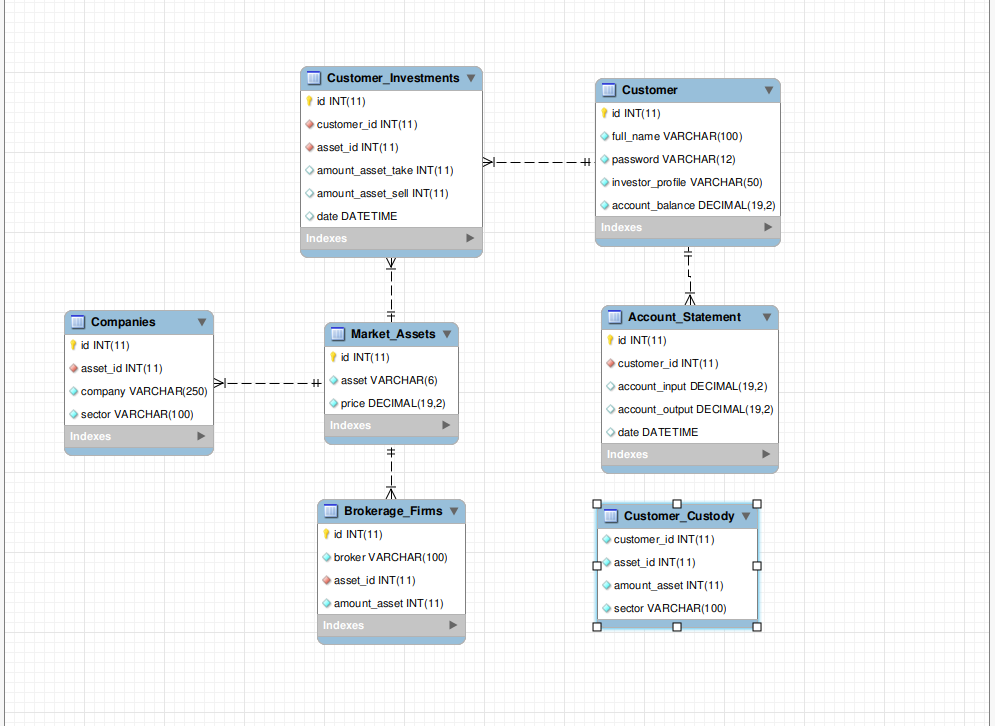 Customer_Investments
id INT(11)
customer_id INT(11)
asset_id INT(11)
amount_asset_take INT(11)
amount_asset_sell INT(11)
date DATETIME
Indexes
Customer
id INT(11)
full_name VARCHAR(100)
password VARCHAR(12)
investor_profile VARCHAR(50)
account_balance DECIMAL(19,2)
Indexes
Companies
id INT(11)
asset_id INT(11)
company VARCHAR(250)
sector VARCHAR(100)
Indexes
Market_Assets
id INT(11)
asset VARCHAR(6)
price DECIMAL(19,2)
Indexes
Account_Statement
id INT(11)
customer_id INT(11)
account_input DECIMAL(19,2)
account_output DECIMAL(19,2)
date DATETIME
Indexes
Brokerage_Firms
id INT(11)
broker VARCHAR(100)
asset_id INT(11)
amount_asset INT(11)
Indexes
Customer_Custody
customer_id INT(11)
asset_id INT(11)
amount_asset INT(11)
sector VARCHAR(100)